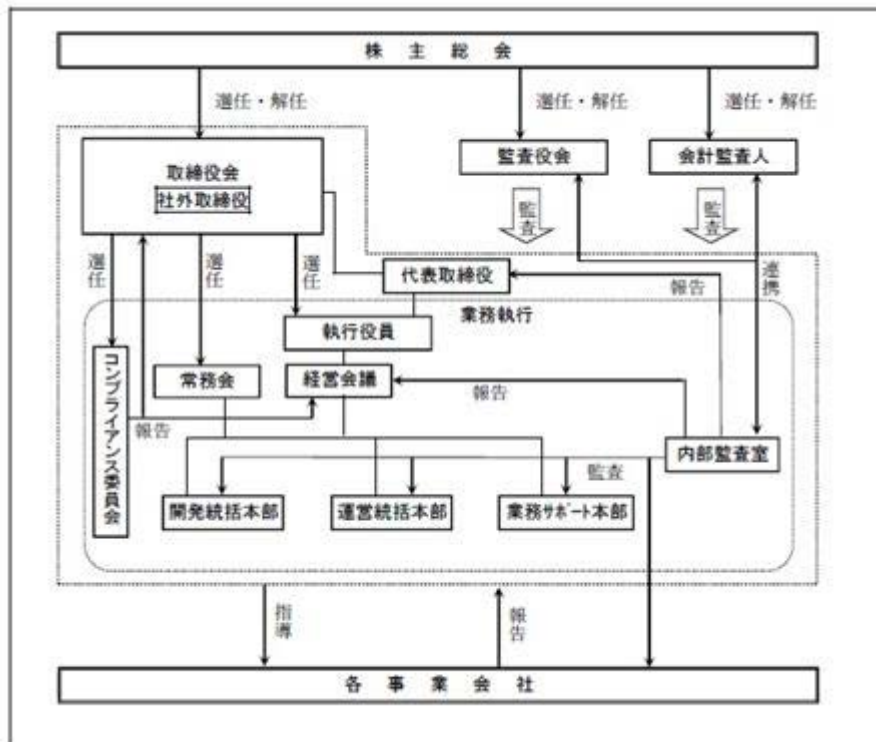 株主総会
選任・解任
選任・解任
選任・解任
取締役会
社外取締役
監査役会
会計監査人
監査
監査
選任
選任
選任
代表取締役
報告
連携
業務執行
執行役員
コンプライアンス委員会
常務会
経営会議
報告
報告
内部監査室
監査
開発統括本部
運営統括本部
業務ｻﾎﾟｰﾄ本部
指導
報告
各事業会社